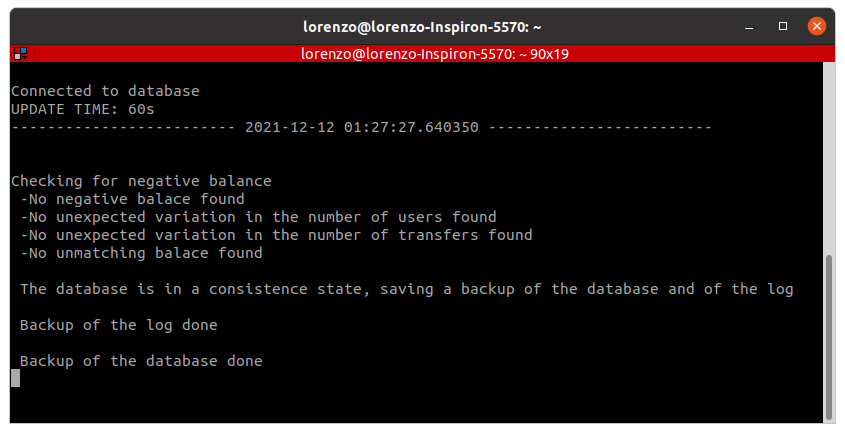 lorenzo@lorenzo-Inspiron-5570: ~
lorenzo@lorenzo-Inspiron-5570: ~ 90x19
Connected to database
UPDATE TIME: 60s
------------------------- 2021-12-12 01:27:27.640350 -------------------------
Checking for negative balance
-No negative balace found
-No unexpected variation in the number of users found
-No unexpected variation in the number of transfers found
-No unmatching balace found
The database is in a consistence state, saving a backup of the database and of the log
Backup of the log done
Backup of the database done